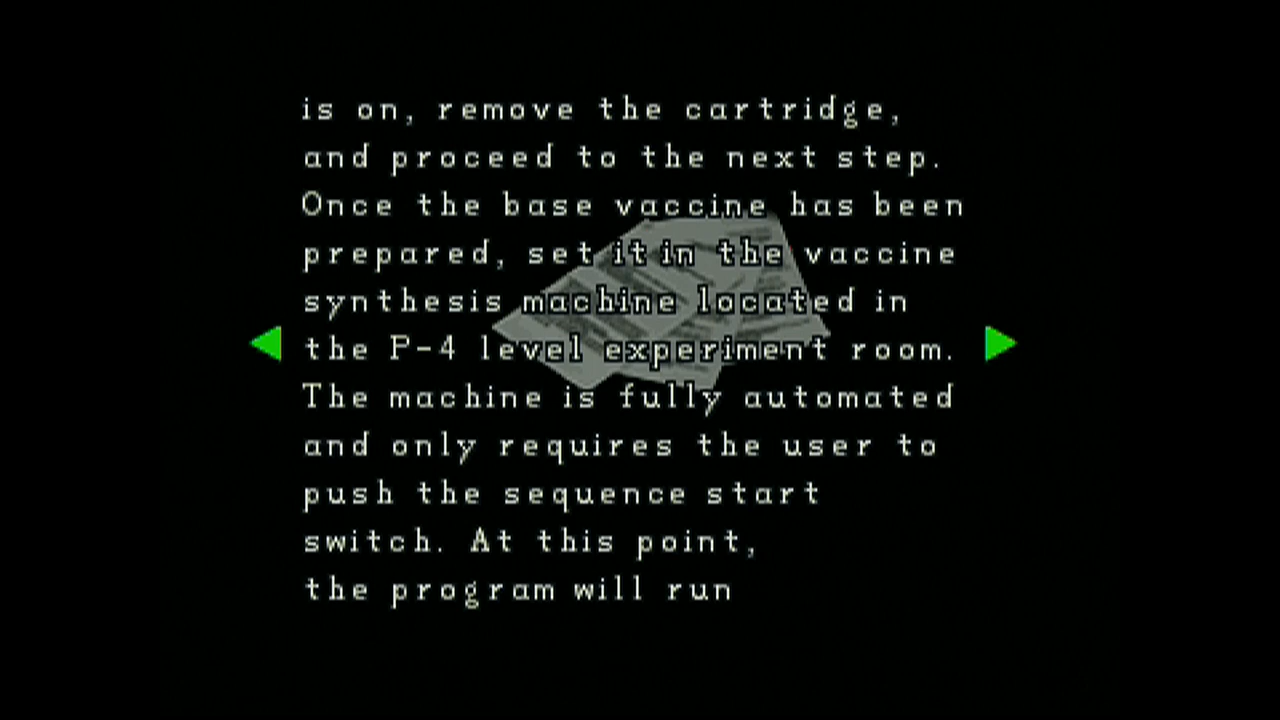 is on, remove the cartridge,
and proceed to the next step.
Once the base vaccine has been
prepared, set it in the vaccine
synthesis machine located in
the P-4 level experiment room.
The machine is fully automated
and only requires the user to
push the sequence start
switch. At this point,
the program will run